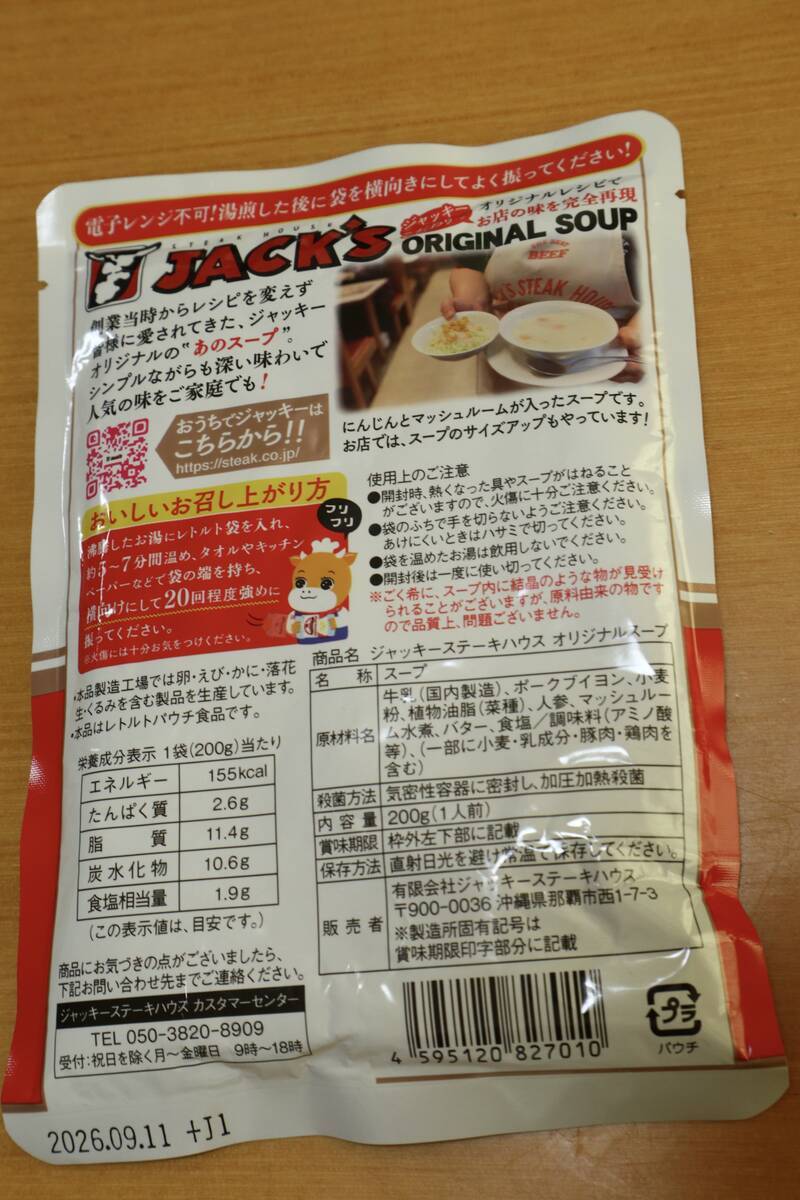 電子レンジ不可!湯煎した後に袋を横向きにしてよく振ってください!
STEAK HOUSE
JACK'S
ジャッキー
オリジナルレシピで
お店の味を完全再現
ORIGINAL SOUP
創業当時からレシピを変えず
皆様に愛されてきた、ジャッキー
オリジナルの“あのスープ”。
シンプルながらも深い味わいで
人気の味をご家庭でも!
BEEF
'S STEAK HOU
にんじんとマッシュルームが入ったスープです。
お店では、スープのサイズアップもやっています!
おうちでジャッキーは
こちらから!!
https://steak.co.jp/
おいしいお召し上がり方
フリ
フリ
沸騰したお湯にレトルト袋を入れ、
約5~7分間温め、タオルやキッチン
ペーパーなどで袋の端を持ち、
横向けにして20回程度強めに
振ってください。
※火傷には十分お気をつけください。
使用上のご注意
●開封時、熱くなった具やスープがはねること
がございますので、火傷に十分ご注意ください。
●袋のふちで手を切らないようご注意ください。
あけにくいときはハサミで切ってください。
●袋を温めたお湯は飲用しないでください。
●開封後は一度に使い切ってください。
※ごく希に、スープ内に結晶のような物が見受け
られることがございますが、原料由来の物です
ので品質上、問題ございません。
・本品製造工場では卵・えび・かに・落花
生・くるみを含む製品を生産しています。
・本品はレトルトパウチ食品です。
栄養成分表示 1袋(200g)当たり
エネルギー 155kcal
たんぱく質 2.6g
脂質 11.4g
炭水化物 10.6g
食塩相当量 1.9g
(この表示値は、目安です。)
商品名 ジャッキーステーキハウス オリジナルスープ
名称 スープ
原材料名 牛乳(国内製造)、ポークブイヨン、小麦
粉、植物油脂(菜種)、人参、マッシュルー
ム水煮、バター、食塩/調味料(アミノ酸
等)、(一部に小麦・乳成分・豚肉・鶏肉を
含む)
殺菌方法 気密性容器に密封し、加圧加熱殺菌
内容量 200g(1人前)
賞味期限 枠外左下部に記載
保存方法 直射日光を避け常温で保存してください。
販売者 有限会社ジャッキーステーキハウス
〒900-0036 沖縄県那覇市西1-7-3
※製造所固有記号は
賞味期限印字部分に記載
商品にお気づきの点がございましたら、
下記お問い合わせ先までご連絡ください。
ジャッキーステーキハウス カスタマーセンター
TEL 050-3820-8909
受付:祝日を除く月~金曜日 9時~18時
4 595120 827010
プラ
パウチ
2026.09.11 +J1